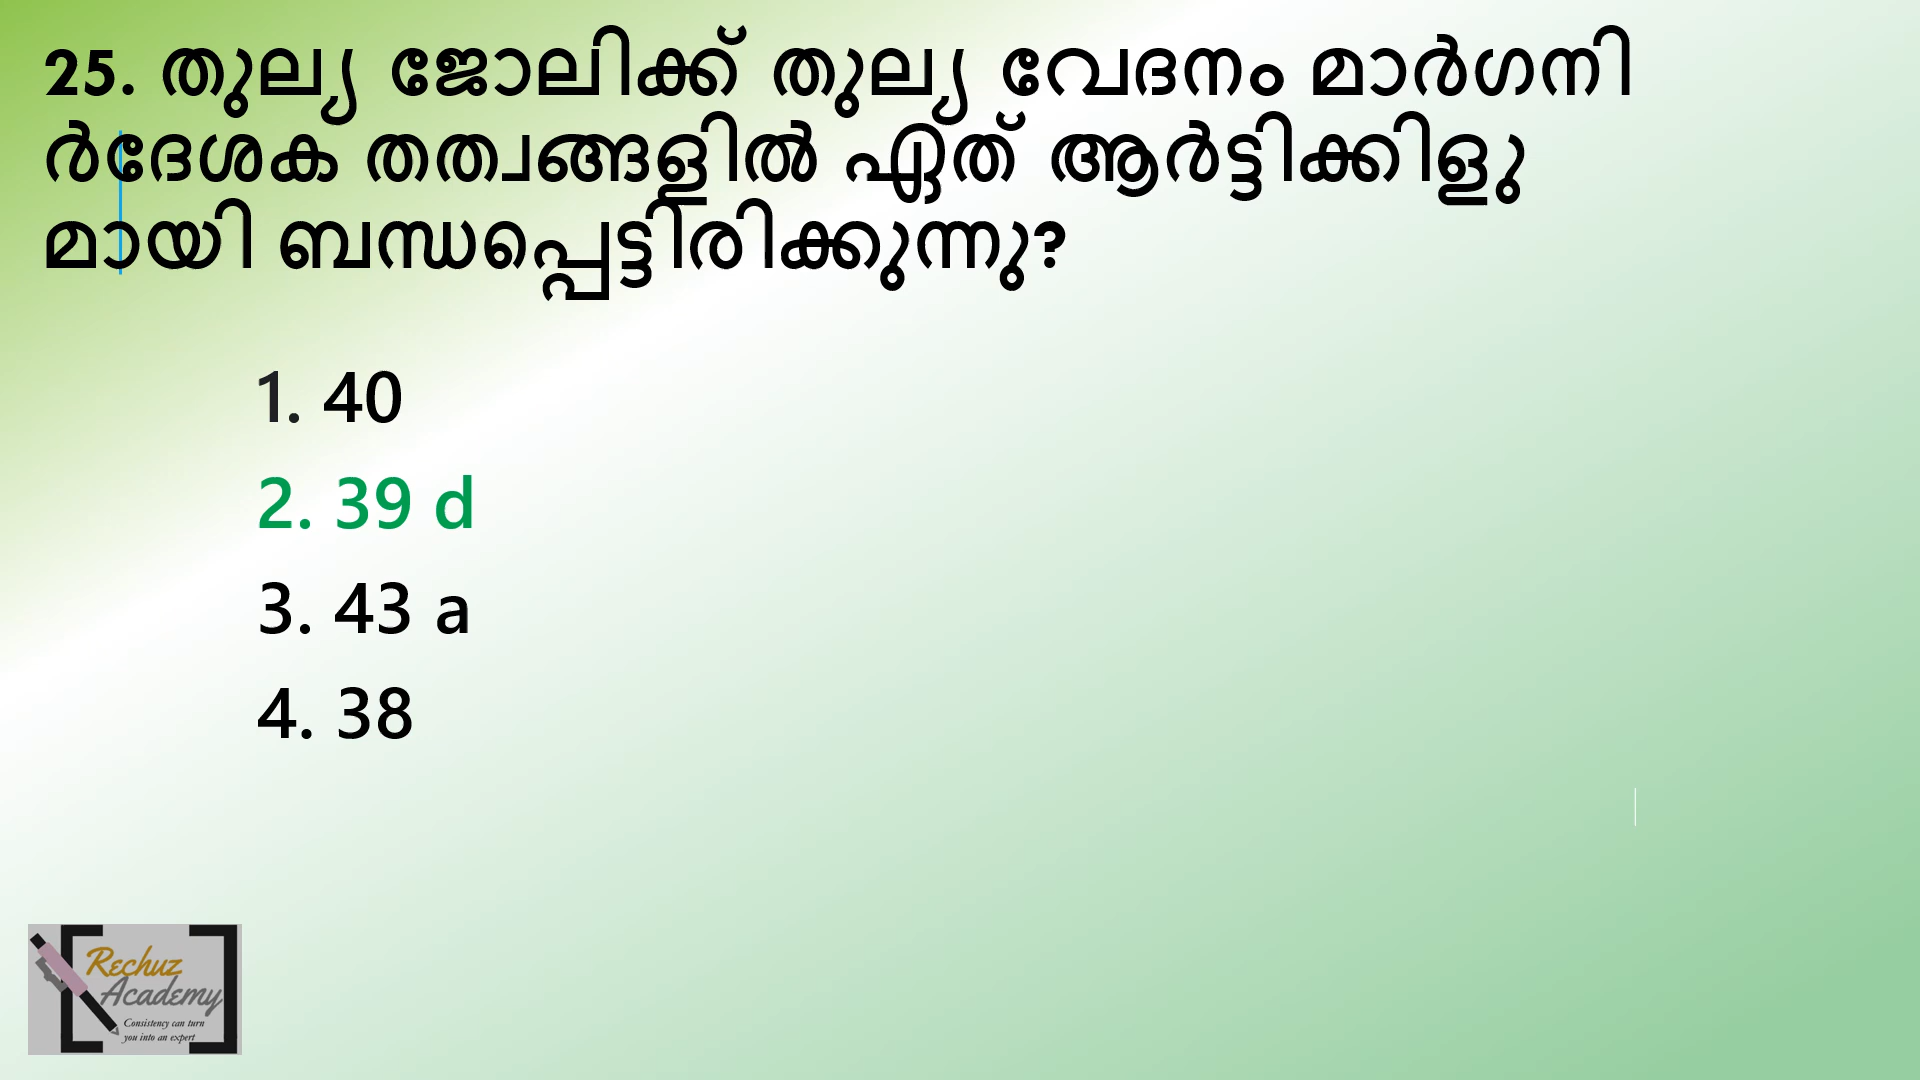 25. തുല്യ ജോലിക്ക് തുല്യ വേദനം മാർഗനി
ർദേശക തത്വങ്ങളിൽ ഏത് ആർട്ടിക്കിളു
മായി ബന്ധപ്പെട്ടിരിക്കുന്നു?
1. 40
2. 39 d
3. 43 a
4. 38
Rechuz
Academy
Consistency can turn
you into an expert